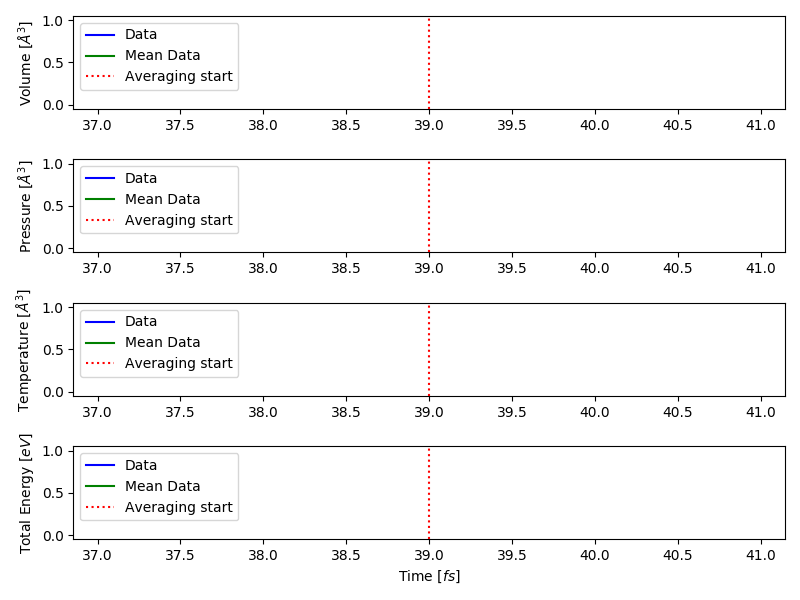 Volume [Å³]
1.0
0.5
0.0
Data
Mean Data
Averaging start
37.0 37.5 38.0 38.5 39.0 39.5 40.0 40.5 41.0
Pressure [Å³]
1.0
0.5
0.0
Data
Mean Data
Averaging start
37.0 37.5 38.0 38.5 39.0 39.5 40.0 40.5 41.0
Temperature [Å³]
1.0
0.5
0.0
Data
Mean Data
Averaging start
37.0 37.5 38.0 38.5 39.0 39.5 40.0 40.5 41.0
Total Energy [eV]
1.0
0.5
0.0
Data
Mean Data
Averaging start
37.0 37.5 38.0 38.5 39.0 39.5 40.0 40.5 41.0
Time [fs]